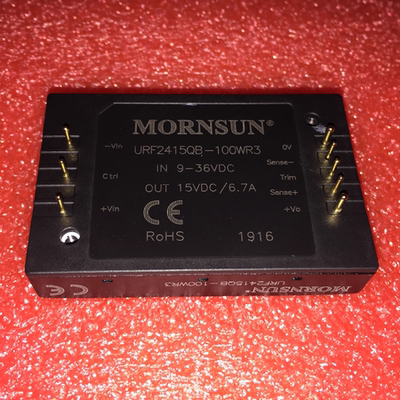 MORNSUN®
URF2415QB-100WR3
IN 9-36VDC
OUT 15VDC/6.7A
CE
RoHS 1916
-Vin
Ctrl
+Vin
0V
Sense-
Trim
Sense+
+Vo
MORNSUN®
URF2415QB-100WR3
CE